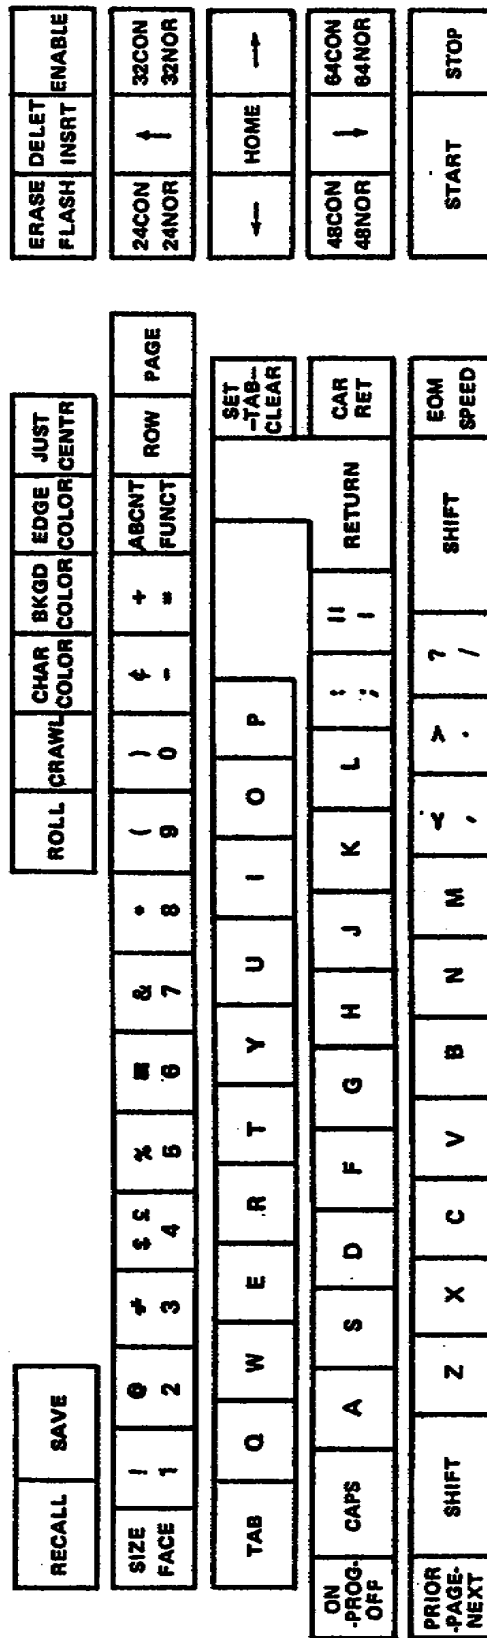 RECALL SAVE ROLL CRAWL CHAR COLOR BKGD COLOR EDGE COLOR JUST CENTR ERASE FLASH DELET INSRT ENABLE
SIZE FACE ! 1 @ 2 3 $ £ 4 % 5 6 & 7 * 8 ( 9 ) 0 ¢ - + = ABCNT FUNCT ROW PAGE 24CON 24NOR ↑ 32CON 32NOR
TAB Q W E R T Y U I O P SET -TAB- CLEAR ← HOME →
ON -PROG- OFF CAPS A S D F G H J K L : ; " ' RETURN CAR RET 48CON 48NOR ↓ 64CON 64NOR
PRIOR -PAGE- NEXT SHIFT Z X C V B N M , > . ? / SHIFT EOM SPEED START STOP